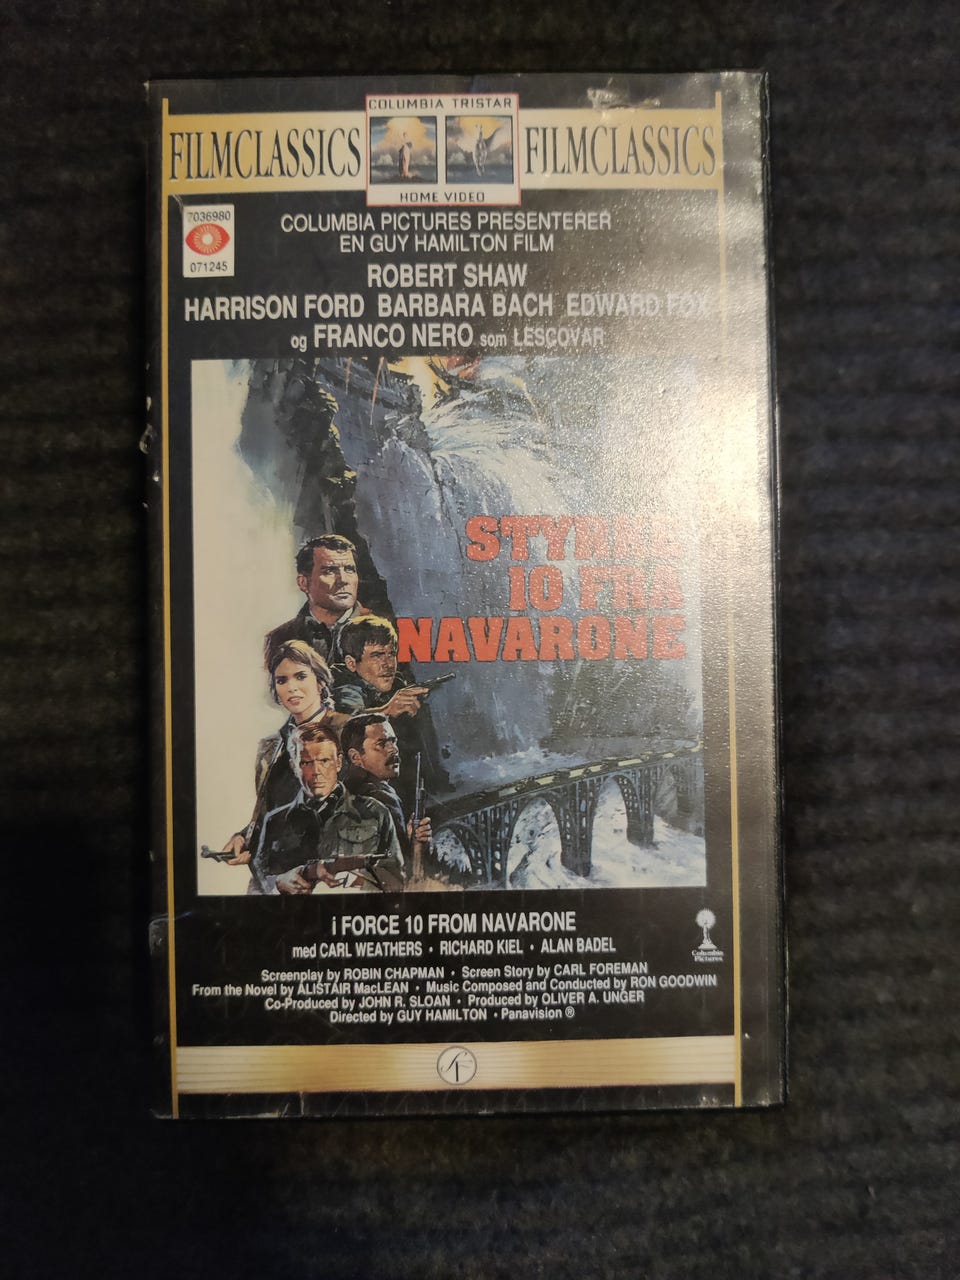 COLUMBIA TRISTAR
FILMCLASSICS FILMCLASSICS
HOME VIDEO
7036980
071245
COLUMBIA PICTURES PRESENTERER
EN GUY HAMILTON FILM
ROBERT SHAW
HARRISON FORD BARBARA BACH EDWARD FOX
og FRANCO NERO som LESCOVAR
STYRKE
10 FRA
NAVARONE
i FORCE 10 FROM NAVARONE
med CARL WEATHERS • RICHARD KIEL • ALAN BADEL
Columbia
Pictures
Screenplay by ROBIN CHAPMAN • Screen Story by CARL FOREMAN
From the Novel by ALISTAIR MacLEAN • Music Composed and Conducted by RON GOODWIN
Co-Produced by JOHN R. SLOAN • Produced by OLIVER A. UNGER
Directed by GUY HAMILTON • Panavision ®
SF